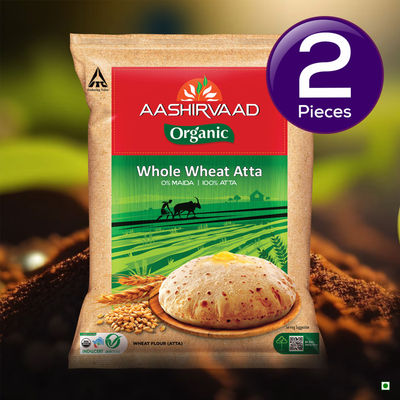 2
Pieces
AASHIRVAAD
Organic
Whole Wheat Atta
0% MAIDA | 100% ATTA
WHEAT FLOUR (ATTA)